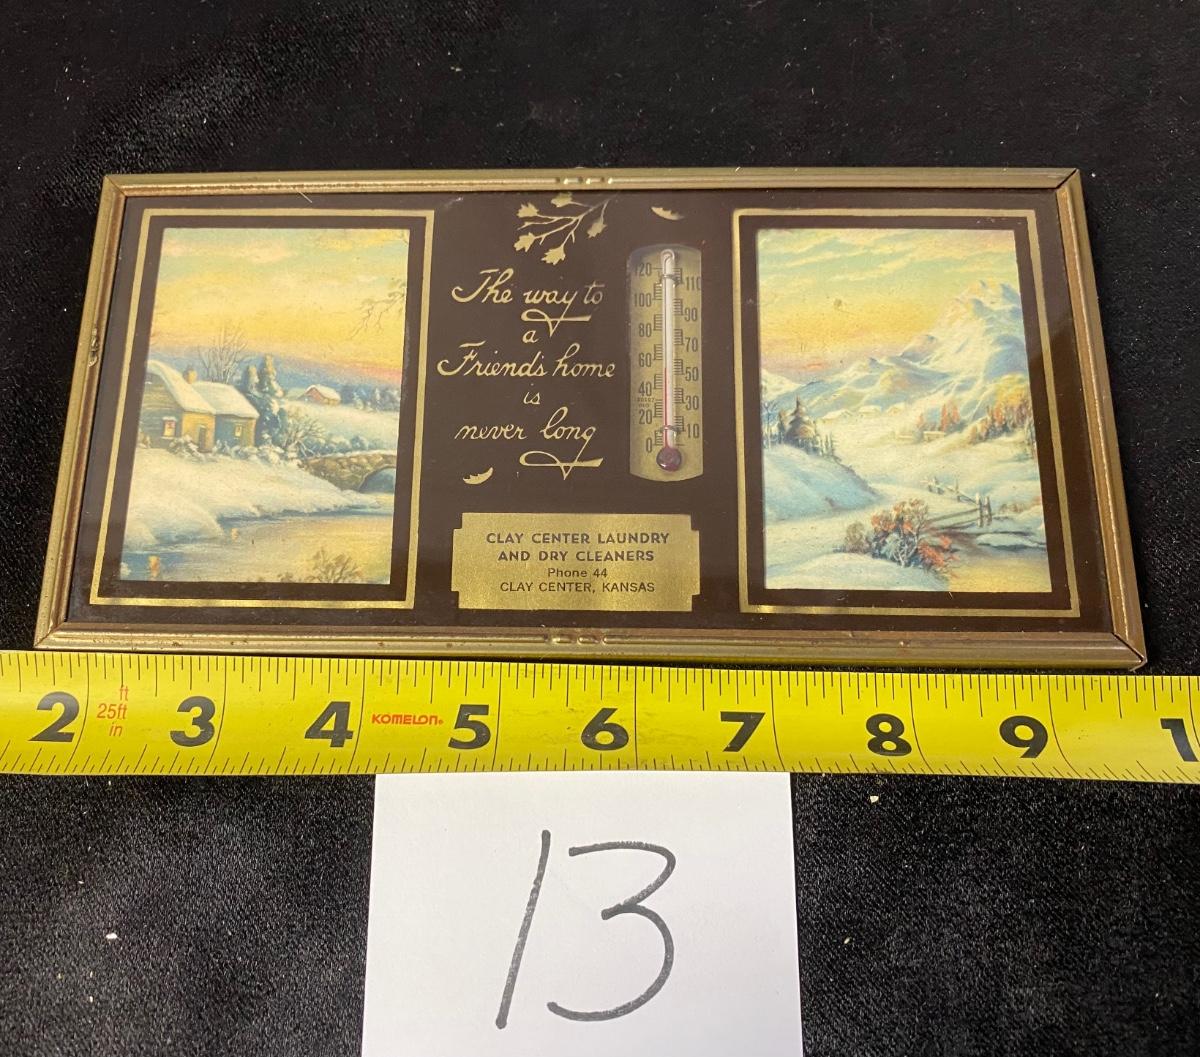 The way to
a
Friend's home
is
never long
120
110
100
90
80
70
60
50
40
30
20
10
0
CLAY CENTER LAUNDRY
AND DRY CLEANERS
Phone 44
CLAY CENTER, KANSAS
2 ft 25ft in 3 4 KOMELON® 5 6 7 8 9 1
13